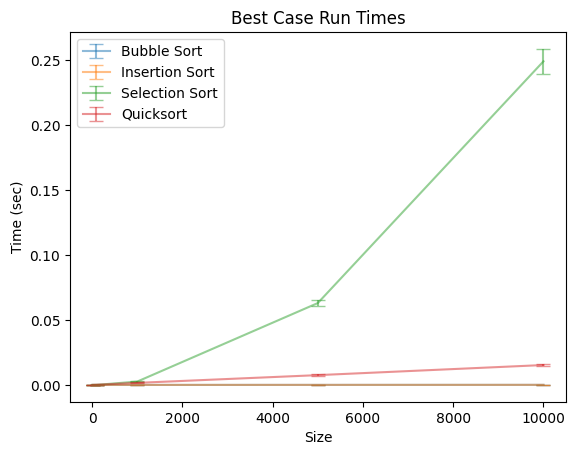 Best Case Run Times
Bubble Sort
Insertion Sort
Selection Sort
Quicksort
0.25
0.20
0.15
0.10
0.05
0.00
Time (sec)
0 2000 4000 6000 8000 10000
Size